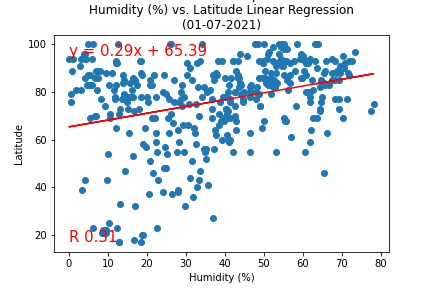 Humidity (%) vs. Latitude Linear Regression
(01-07-2021)
y = 0.29x + 65.39
R 0.31
Latitude
100
80
60
40
20
0 10 20 30 40 50 60 70 80
Humidity (%)